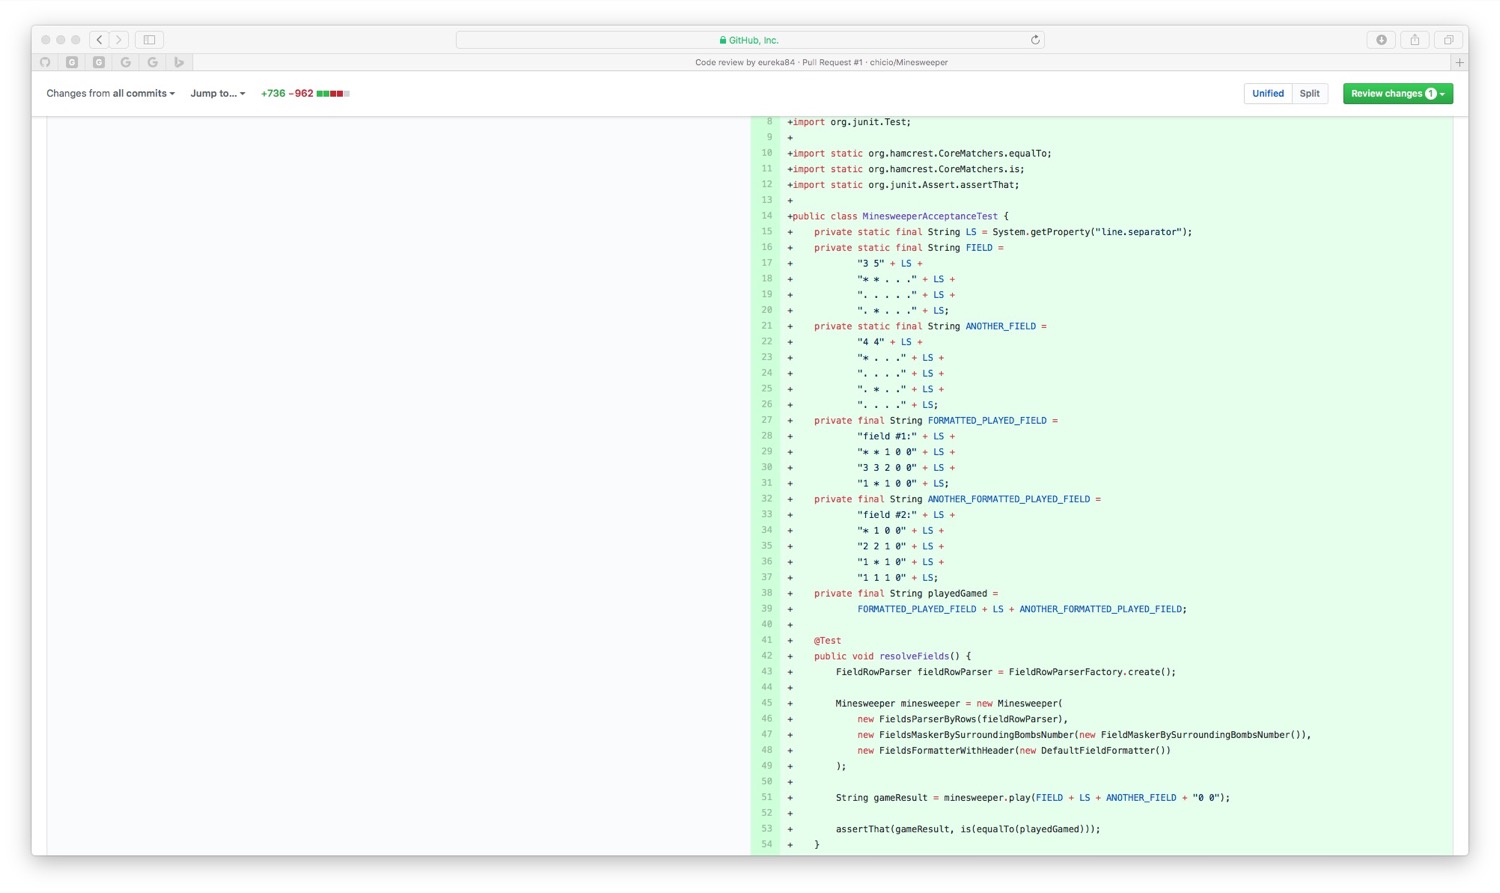 GitHub, Inc.
Code review by eureka84 · Pull Request #1 · chicio/Minesweeper
Changes from all commits Jump to... +736 −962 Unified Split Review changes 1
8 +import org.junit.Test;
9 +
10 +import static org.hamcrest.CoreMatchers.equalTo;
11 +import static org.hamcrest.CoreMatchers.is;
12 +import static org.junit.Assert.assertThat;
13 +
14 +public class MinesweeperAcceptanceTest {
15 +    private static final String LS = System.getProperty("line.separator");
16 +    private static final String FIELD =
17 +            "3 5" + LS +
18 +            "* * . . ." + LS +
19 +            ". . . . ." + LS +
20 +            ". * . . ." + LS;
21 +    private static final String ANOTHER_FIELD =
22 +            "4 4" + LS +
23 +            "* . . ." + LS +
24 +            ". . . ." + LS +
25 +            ". * . ." + LS +
26 +            ". . . ." + LS;
27 +    private final String FORMATTED_PLAYED_FIELD =
28 +            "field #1:" + LS +
29 +            "* * 1 0 0" + LS +
30 +            "3 3 2 0 0" + LS +
31 +            "1 * 1 0 0" + LS;
32 +    private final String ANOTHER_FORMATTED_PLAYED_FIELD =
33 +            "field #2:" + LS +
34 +            "* 1 0 0" + LS +
35 +            "2 2 1 0" + LS +
36 +            "1 * 1 0" + LS +
37 +            "1 1 1 0" + LS;
38 +    private final String playedGamed =
39 +            FORMATTED_PLAYED_FIELD + LS + ANOTHER_FORMATTED_PLAYED_FIELD;
40 +
41 +    @Test
42 +    public void resolveFields() {
43 +        FieldRowParser fieldRowParser = FieldRowParserFactory.create();
44 +
45 +        Minesweeper minesweeper = new Minesweeper(
46 +            new FieldsParserByRows(fieldRowParser),
47 +            new FieldsMaskerBySurroundingBombsNumber(new FieldMaskerBySurroundingBombsNumber()),
48 +            new FieldsFormatterWithHeader(new DefaultFieldFormatter())
49 +        );
50 +
51 +        String gameResult = minesweeper.play(FIELD + LS + ANOTHER_FIELD + "0 0");
52 +
53 +        assertThat(gameResult, is(equalTo(playedGamed)));
54 +    }